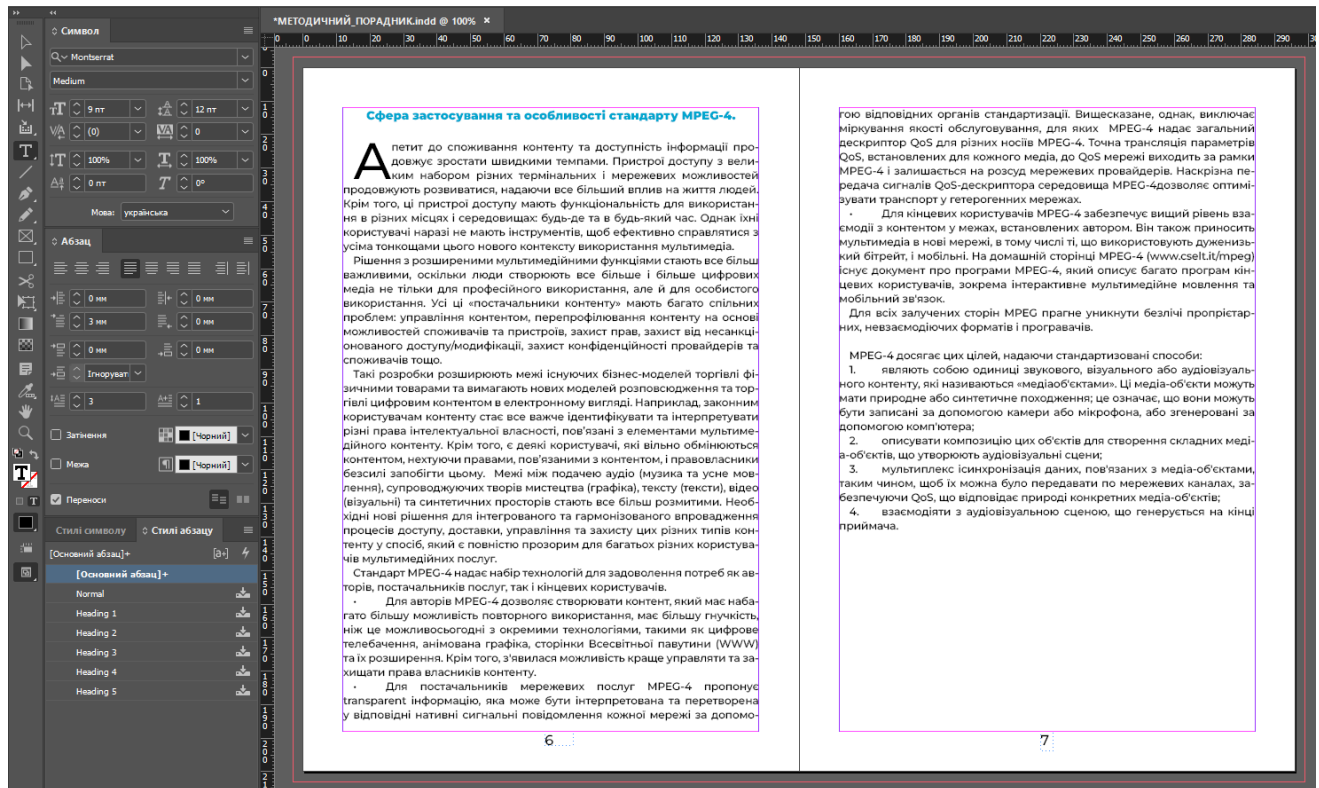 *МЕТОДИЧНИЙ_ПОРАДНИК.indd @ 100% ×
Символ
Montserrat
Medium
9 пт
12 пт
(0)
0
100%
100%
0 пт
0°
Мова: українська
Абзац
0 мм
0 мм
3 мм
0 мм
0 мм
0 мм
Ігноруват
3
1
Затінення
[Чорний]
Межа
[Чорний]
Переноси
Стилі символу
Стилі абзацу
[Основний абзац]+
[a+]
[Основний абзац]+
Normal
Heading 1
Heading 2
Heading 3
Heading 4
Heading 5
0 10 20 30 40 50 60 70 80 90 100 110 120 130 140 150 160 170 180 190 200 210 220 230 240 250 260 270 280 290
Сфера застосування та особливості стандарту MPEG-4.
Апетит до споживання контенту та доступність інформації про-
довжує зростати швидкими темпами. Пристрої доступу з вели-
ким набором різних термінальних і мережевих можливостей
продовжують розвиватися, надаючи все більший вплив на життя людей.
Крім того, ці пристрої доступу мають функціональність для використан-
ня в різних місцях і середовищах: будь-де та в будь-який час. Однак їхні
користувачі наразі не мають інструментів, щоб ефективно справлятися з
усіма тонкощами цього нового контексту використання мультимедіа.
Рішення з розширеними мультимедійними функціями стають все більш
важливими, оскільки люди створюють все більше і більше цифрових
медіа не тільки для професійного використання, але й для особистого
використання. Усі ці «постачальники контенту» мають багато спільних
проблем: управління контентом, перепрофілювання контенту на основі
можливостей споживачів та пристроїв, захист прав, захист від несанкці-
онованого доступу/модифікації, захист конфіденційності провайдерів та
споживачів тощо.
Такі розробки розширюють межі існуючих бізнес-моделей торгівлі фі-
зичними товарами та вимагають нових моделей розповсюдження та тор-
гівлі цифровим контентом в електронному вигляді. Наприклад, законним
користувачам контенту стає все важче ідентифікувати та інтерпретувати
різні права інтелектуальної власності, пов'язані з елементами мультиме-
дійного контенту. Крім того, є деякі користувачі, які вільно обмінюються
контентом, нехтуючи правами, пов'язаними з контентом, і правовласники
безсилі запобігти цьому. Межі між подачею аудіо (музика та усне мов-
лення), супроводжуючих творів мистецтва (графіка), тексту (тексти), відео
(візуальні) та синтетичних просторів стають все більш розмитими. Необ-
хідні нові рішення для інтегрованого та гармонізованого впровадження
процесів доступу, доставки, управління та захисту цих різних типів кон-
тенту у спосіб, який є повністю прозорим для багатьох різних користува-
чів мультимедійних послуг.
Стандарт MPEG-4 надає набір технологій для задоволення потреб як ав-
торів, постачальників послуг, так і кінцевих користувачів.
· Для авторів MPEG-4 дозволяє створювати контент, який має наба-
гато більшу можливість повторного використання, має більшу гнучкість,
ніж це можливосьогодні з окремими технологіями, такими як цифрове
телебачення, анімована графіка, сторінки Всесвітньої павутини (WWW)
та їх розширення. Крім того, з'явилася можливість краще управляти та за-
хищати права власників контенту.
· Для постачальників мережевих послуг MPEG-4 пропонує
transparent інформацію, яка може бути інтерпретована та перетворена
у відповідні нативні сигнальні повідомлення кожної мережі за допомо-
6
гою відповідних органів стандартизації. Вищесказане, однак, виключає
міркування якості обслуговування, для яких MPEG-4 надає загальний
дескриптор QoS для різних носіїв MPEG-4. Точна трансляція параметрів
QoS, встановлених для кожного медіа, до QoS мережі виходить за рамки
MPEG-4 і залишається на розсуд мережевих провайдерів. Наскрізна пе-
редача сигналів QoS-дескриптора середовища MPEG-4дозволяє оптимі-
зувати транспорт у гетерогенних мережах.
· Для кінцевих користувачів MPEG-4 забезпечує вищий рівень вза-
ємодії з контентом у межах, встановлених автором. Він також приносить
мультимедіа в нові мережі, в тому числі ті, що використовують дуженизь-
кий бітрейт, і мобільні. На домашній сторінці MPEG-4 (www.cselt.it/mpeg)
існує документ про програми MPEG-4, який описує багато програм кін-
цевих користувачів, зокрема інтерактивне мультимедійне мовлення та
мобільний зв'язок.
Для всіх залучених сторін MPEG прагне уникнути безлічі пропрієтар-
них, невзаємодіючих форматів і програвачів.
MPEG-4 досягає цих цілей, надаючи стандартизовані способи:
1. являють собою одиниці звукового, візуального або аудіовізуаль-
ного контенту, які називаються «медіаоб'єктами». Ці медіа-об'єкти можуть
мати природне або синтетичне походження; це означає, що вони можуть
бути записані за допомогою камери або мікрофона, або згенеровані за
допомогою комп'ютера;
2. описувати композицію цих об'єктів для створення складних меді-
а-об'єктів, що утворюють аудіовізуальні сцени;
3. мультиплекс ісинхронізація даних, пов'язаних з медіа-об'єктами,
таким чином, щоб їх можна було передавати по мережевих каналах, за-
безпечуючи QoS, що відповідає природі конкретних медіа-об'єктів;
4. взаємодіяти з аудіовізуальною сценою, що генерується на кінці
приймача.
7